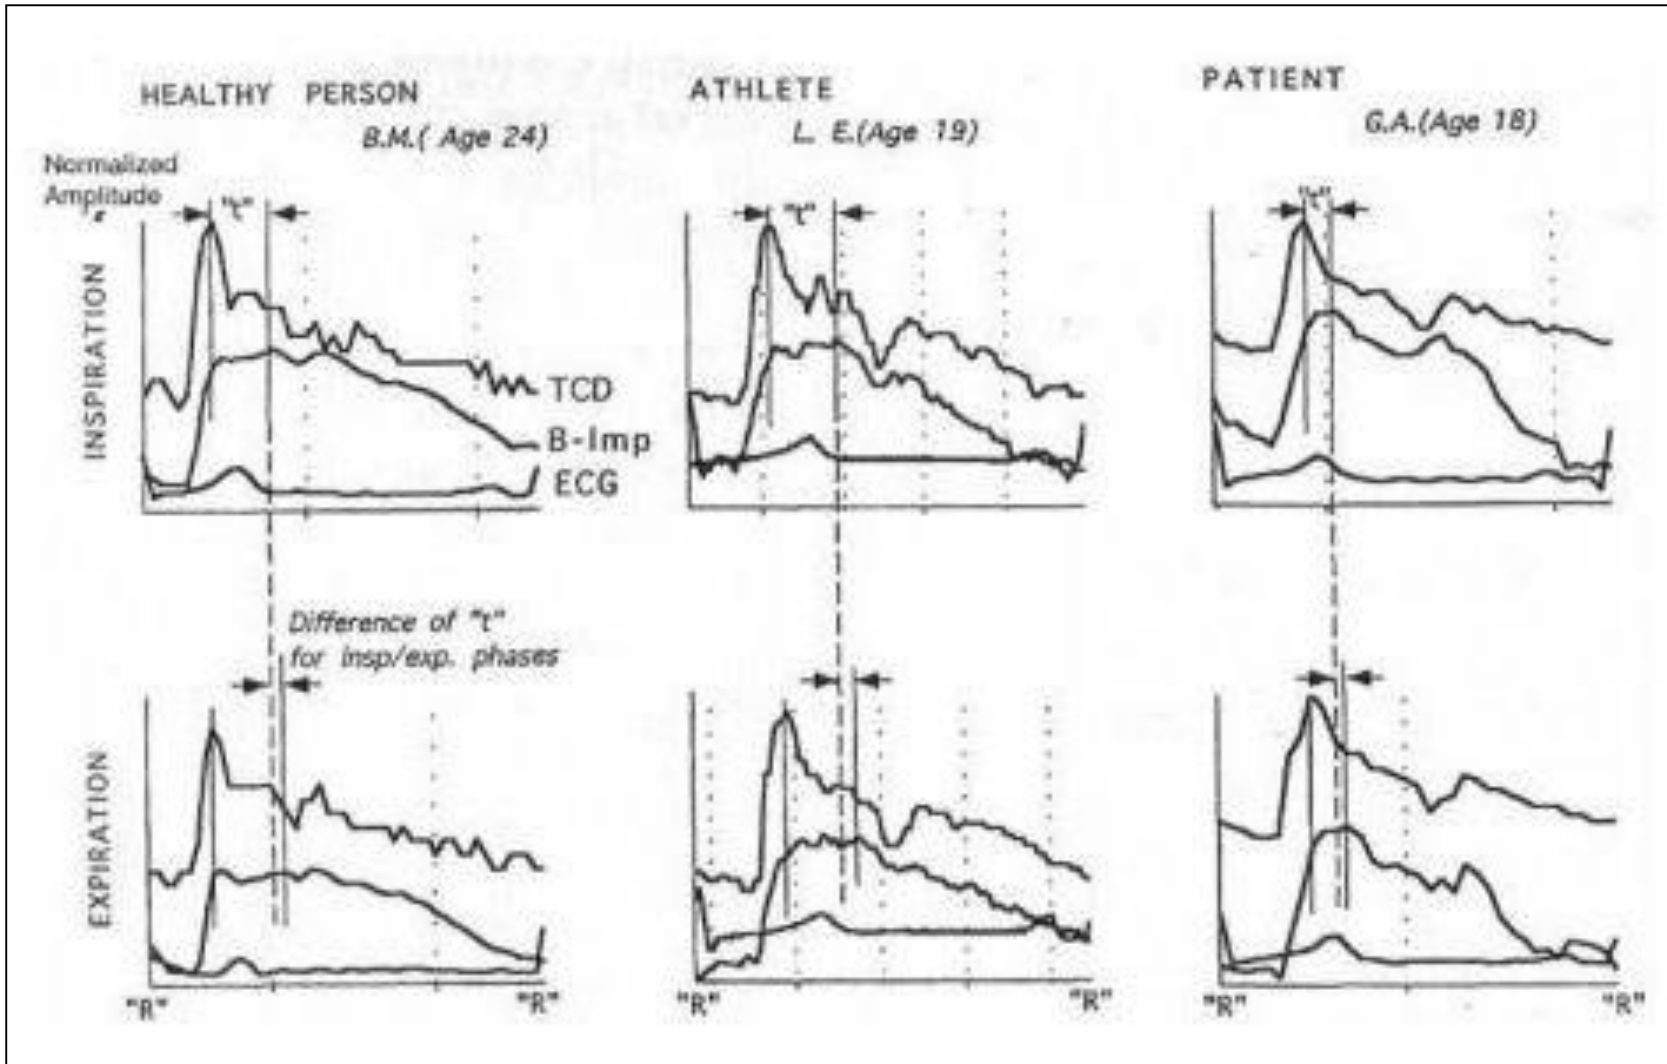 HEALTHY PERSON
B.M.( Age 24)
ATHLETE
L. E.(Age 19)
PATIENT
G.A.(Age 18)
Normalized
Amplitude
"t"
"t"
"t"
INSPIRATION
TCD
B-Imp
ECG
Difference of "t"
for insp/exp. phases
EXPIRATION
"R" "R" "R" "R" "R" "R"